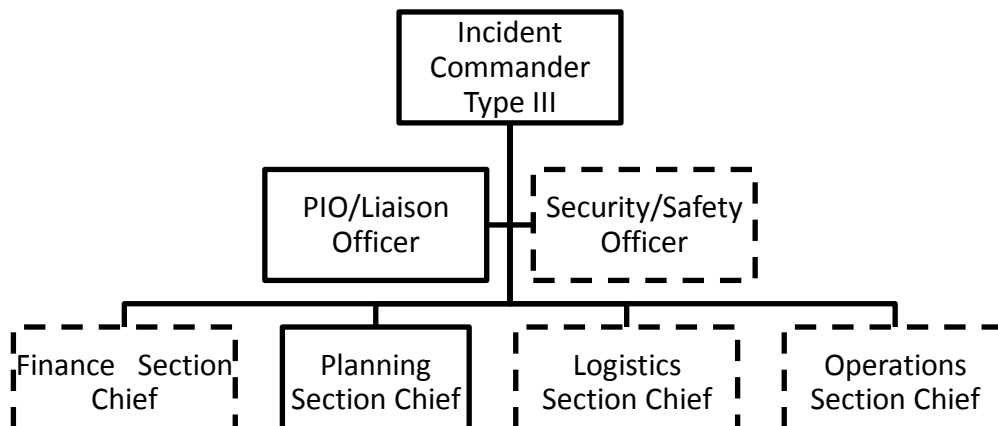 Incident
Commander
Type III
PIO/Liaison
Officer
Security/Safety
Officer
Finance Section
Chief
Planning
Section Chief
Logistics
Section Chief
Operations
Section Chief